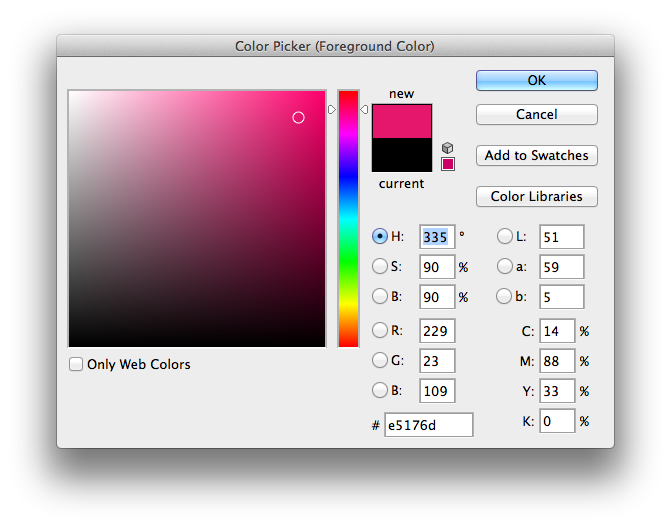 Color Picker (Foreground Color)
new
current
OK
Cancel
Add to Swatches
Color Libraries
H: 335 °
S: 90 %
B: 90 %
R: 229
G: 23
B: 109
# e5176d
L: 51
a: 59
b: 5
C: 14 %
M: 88 %
Y: 33 %
K: 0 %
Only Web Colors